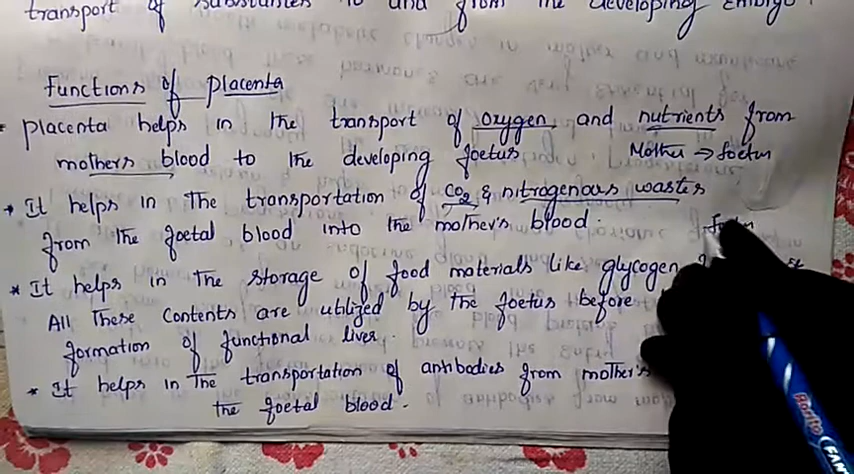 transport of substances to and from the developing embryo.
Functions of placenta
placenta helps in the transport of oxygen and nutrients from
mothers blood to the developing foetus Mother → foetus
* It helps in the transportation of CO2 & nitrogenous wastes
from the foetal blood into the mother's blood. foetus
* It helps in the storage of food materials like glycogen
All these contents are utilized by the foetus before
formation of functional liver.
* It helps in the transportation of antibodies from mother's
the foetal blood.